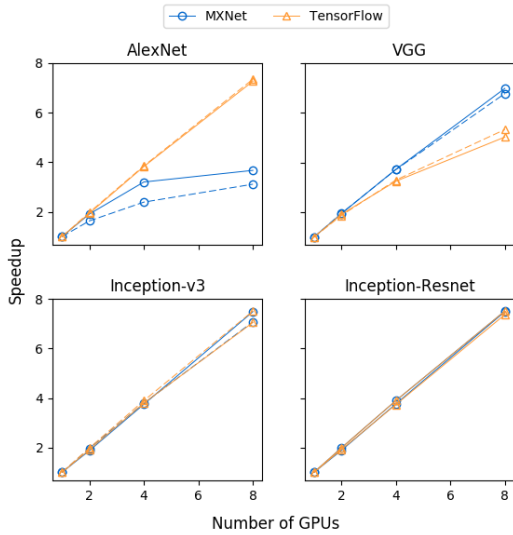 MXNet TensorFlow
AlexNet VGG
8
6
4
2
Speedup
Inception-v3 Inception-Resnet
8
6
4
2
2 4 6 8 2 4 6 8
Number of GPUs